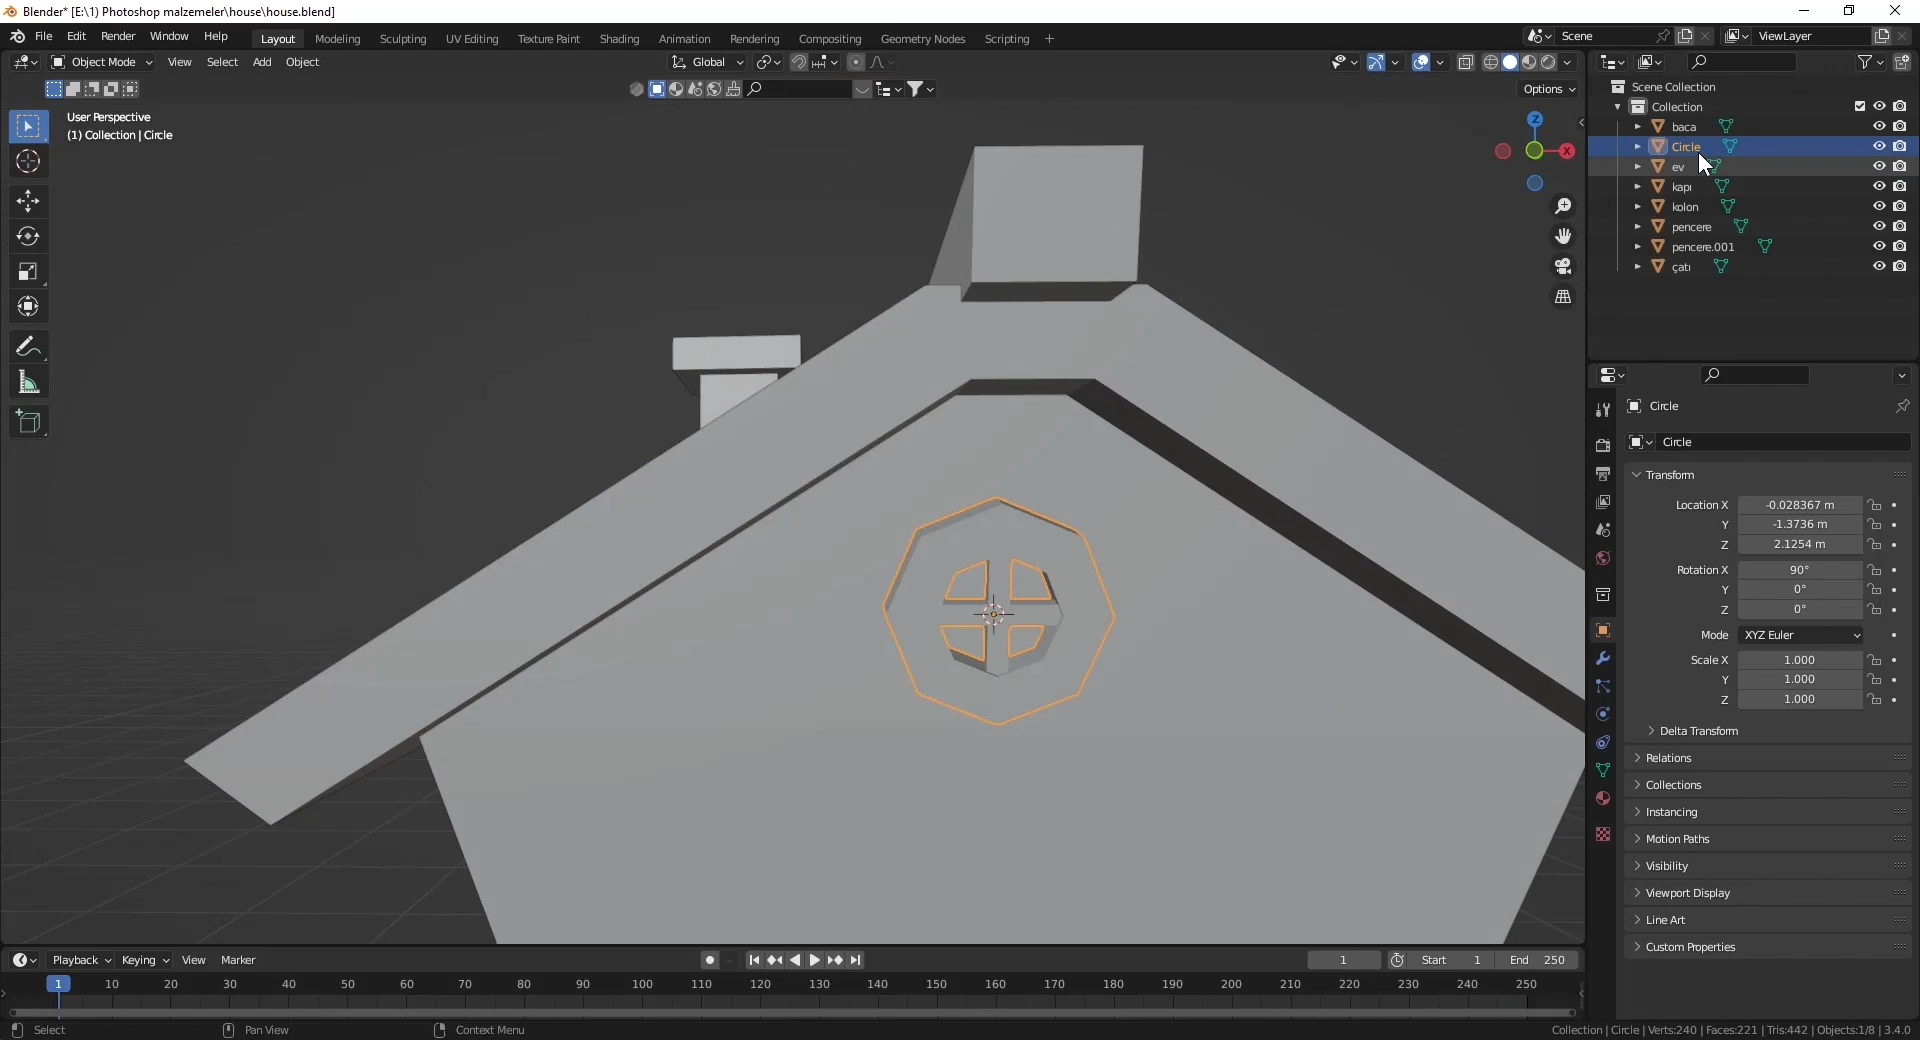 Blender* [E:\1) Photoshop malzemeler\house\house.blend]
File Edit Render Window Help Layout Modeling Sculpting UV Editing Texture Paint Shading Animation Rendering Compositing Geometry Nodes Scripting + Scene ViewLayer
Object Mode View Select Add Object Global
Options
User Perspective
(1) Collection | Circle
Z
X
Scene Collection
Collection
baca
Circle
ev
kapı
kolon
pencere
pencere.001
çatı
Circle
Circle
Transform
Location X -0.028367 m
Y -1.3736 m
Z 2.1254 m
Rotation X 90°
Y 0°
Z 0°
Mode XYZ Euler
Scale X 1.000
Y 1.000
Z 1.000
Delta Transform
Relations
Collections
Instancing
Motion Paths
Visibility
Viewport Display
Line Art
Custom Properties
Playback Keying View Marker 1 Start 1 End 250
1 10 20 30 40 50 60 70 80 90 100 110 120 130 140 150 160 170 180 190 200 210 220 230 240 250
Select Pan View Context Menu Collection | Circle | Verts:240 | Faces:221 | Tris:442 | Objects:1/8 | 3.4.0